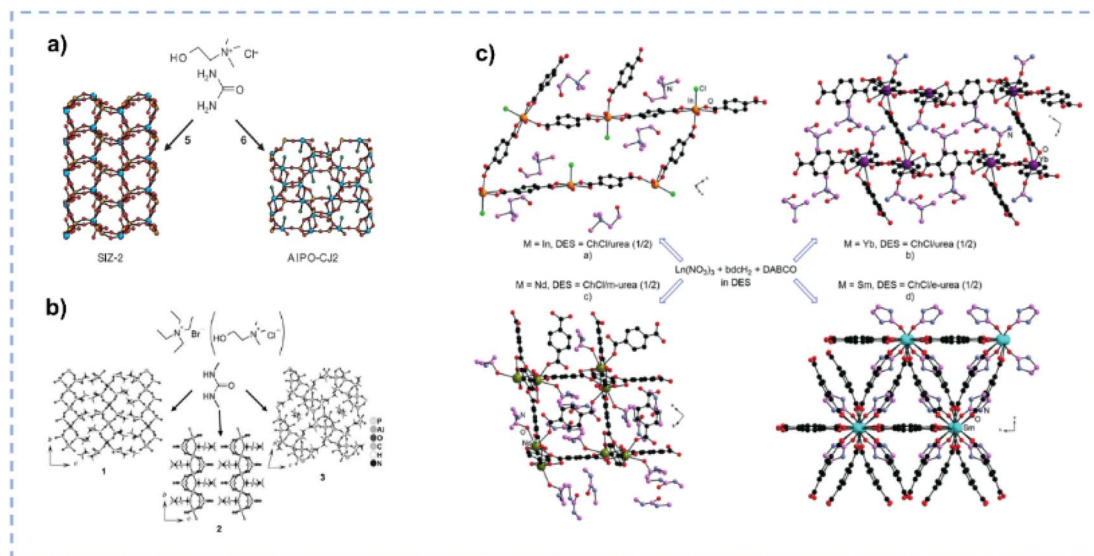 a)
HO
N⁺
Cl⁻
H₂N
O
H₂N
5
6
SIZ-2
AlPO-CJ2
b)
N⁺
Br⁻
HO
N⁺
Cl⁻
HN
O
HN
P
Al
O
C
H
N
1
2
3
c)
N
Cl
In
O
M = In, DES = ChCl/urea (1/2)
a)
N
O
Yb
M = Yb, DES = ChCl/urea (1/2)
b)
Ln(NO₃)₃ + bdcH₂ + DABCO
in DES
M = Nd, DES = ChCl/m-urea (1/2)
c)
N
O
Nd
M = Sm, DES = ChCl/e-urea (1/2)
d)
N
O
Sm